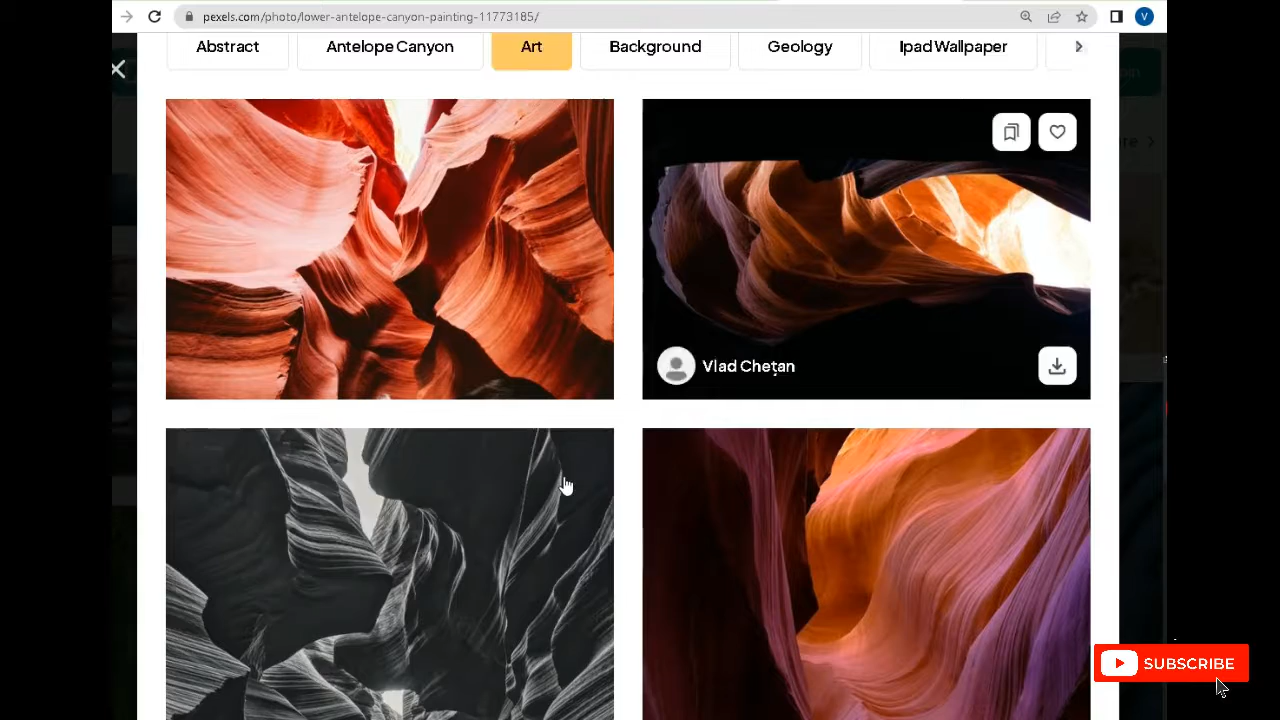 pexels.com/photo/lower-antelope-canyon-painting-11773185/
V
Abstract
Antelope Canyon
Art
Background
Geology
Ipad Wallpaper
Vlad Chețan
SUBSCRIBE